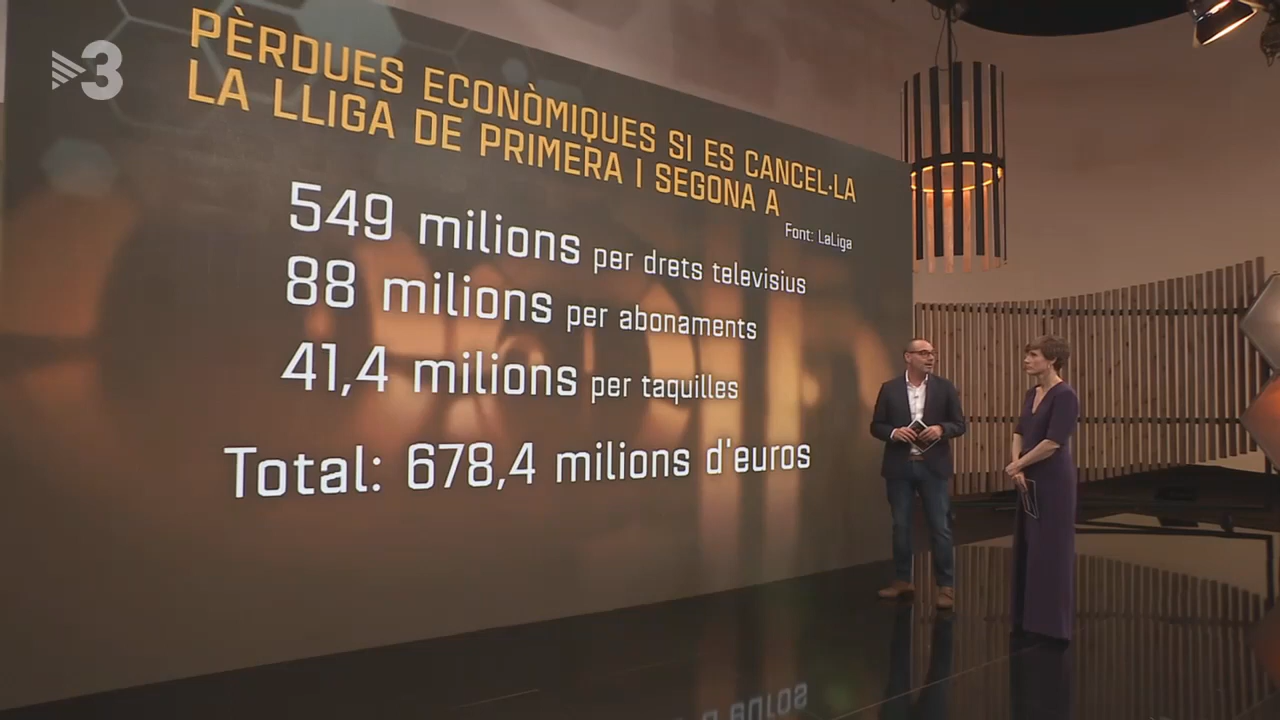 3
PÈRDUES ECONÒMIQUES SI ES CANCEL·LA
LA LLIGA DE PRIMERA I SEGONA A
Font: LaLiga
549 milions per drets televisius
88 milions per abonaments
41,4 milions per taquilles
Total: 678,4 milions d'euros